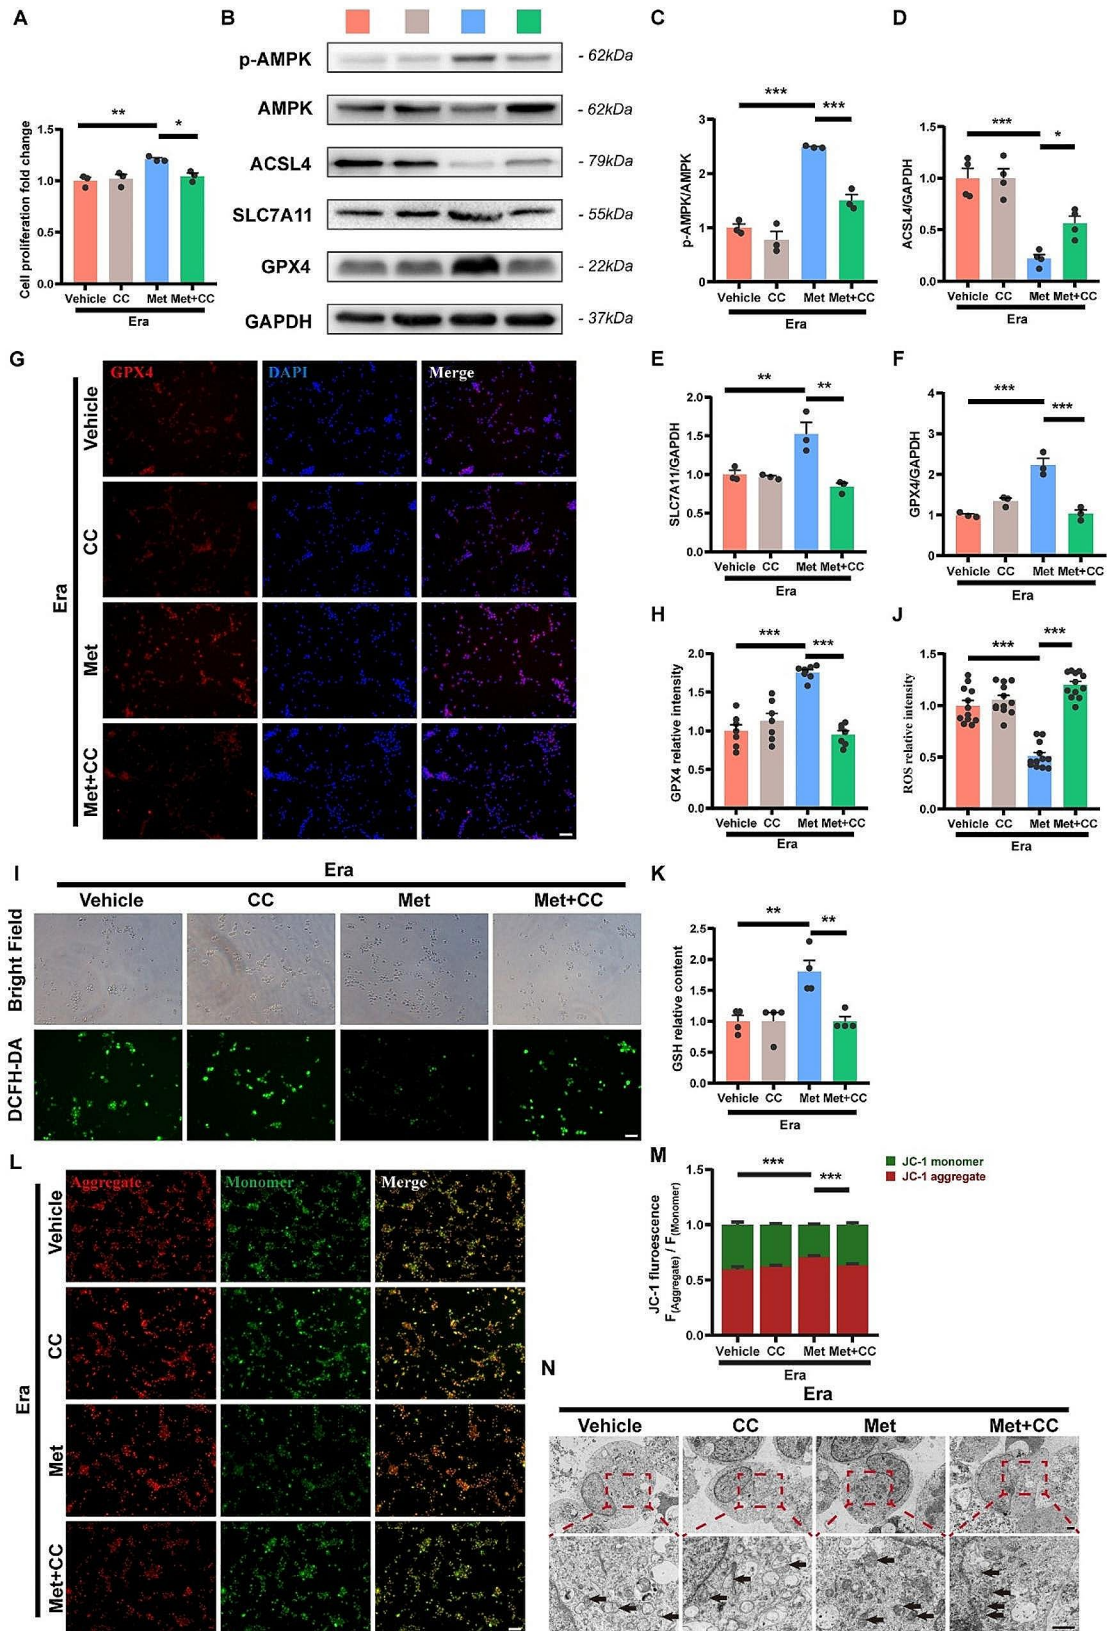 A
Cell proliferation fold change
1.5
1.0
0.5
0.0
**
*
Vehicle CC Met Met+CC
Era
B
p-AMPK - 62kDa
AMPK - 62kDa
ACSL4 - 79kDa
SLC7A11 - 55kDa
GPX4 - 22kDa
GAPDH - 37kDa
C
p-AMPK/AMPK
3
2
1
0
*** ***
Vehicle CC Met Met+CC
Era
D
ACSL4/GAPDH
1.5
1.0
0.5
0.0
*** *
Vehicle CC Met Met+CC
Era
G
GPX4 DAPI Merge
Era
Vehicle
CC
Met
Met+CC
E
SLC7A11/GAPDH
2.0
1.5
1.0
0.5
0.0
** **
Vehicle CC Met Met+CC
Era
F
GPX4/GAPDH
4
3
2
1
0
***
***
Vehicle CC Met Met+CC
Era
H
GPX4 relative intensity
2.0
1.5
1.0
0.5
0.0
*** ***
Vehicle CC Met Met+CC
Era
J
ROS relative intensity
1.5
1.0
0.5
0.0
*** ***
Vehicle CC Met Met+CC
Era
I
Era
Vehicle CC Met Met+CC
Bright Field
DCFH-DA
K
GSH relative content
2.5
2.0
1.5
1.0
0.5
0.0
** **
Vehicle CC Met Met+CC
Era
L
Aggregate Monomer Merge
Era
Vehicle
CC
Met
Met+CC
M
JC-1 fluroescence
F(Aggregate) / F(Monomer)
1.5
1.0
0.5
0.0
*** ***
JC-1 monomer
JC-1 aggregate
Vehicle CC Met Met+CC
Era
N
Era
Vehicle CC Met Met+CC